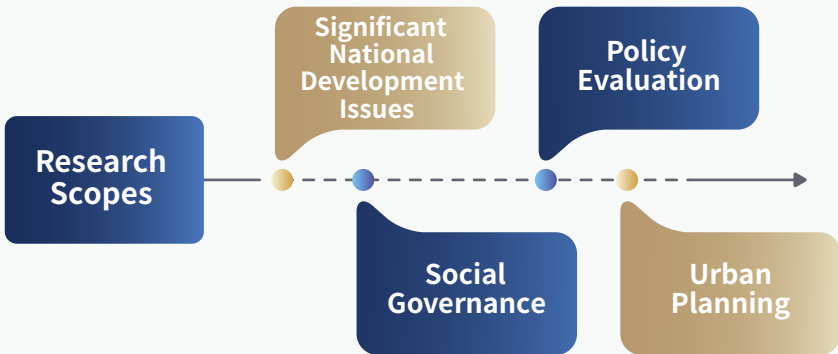 Research
Scopes
Significant
National
Development
Issues
Social
Governance
Policy
Evaluation
Urban
Planning